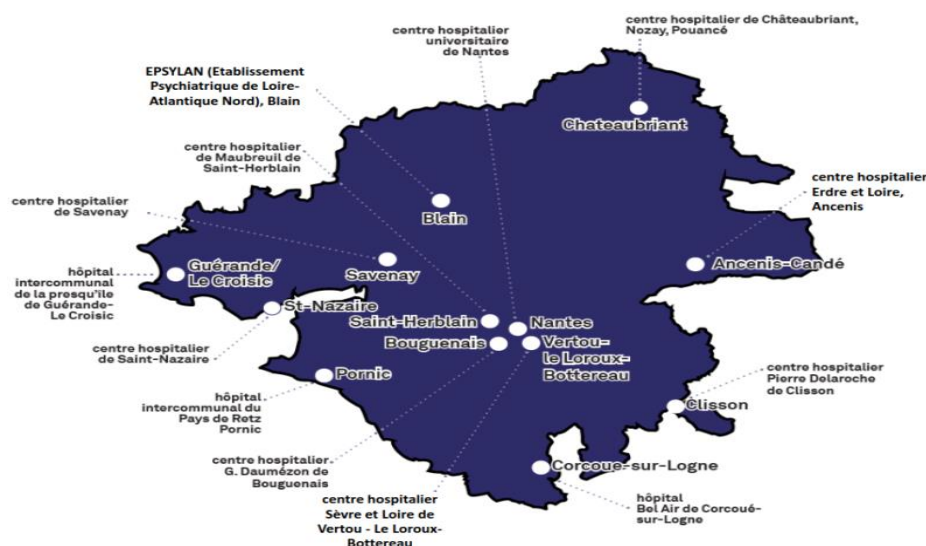 centre hospitalier de Châteaubriant,
Nozay, Pouancé
centre hospitalier
universitaire
de Nantes
EPSYLAN (Etablissement
Psychiatrique de Loire-
Atlantique Nord), Blain
Chateaubriant
centre hospitalier
de Maubreuil de
Saint-Herblain
centre hospitalier
Erdre et Loire,
Ancenis
centre hospitalier
de Savenay
Blain
Guérande/
Le Croisic
Savenay
Ancenis-Candé
hôpital
intercommunal
de la presqu'île
de Guérande-
Le Croisic
St-Nazaire
Saint-Herblain
Nantes
Bouguenais
Vertou-
le Loroux-
Bottereau
centre hospitalier
de Saint-Nazaire
Pornic
centre hospitalier
Pierre Delaroche
de Clisson
hôpital
intercommunal du
Pays de Retz
Pornic
Clisson
centre hospitalier
G. Daumézon de
Bouguenais
Corcoue-sur-Logne
centre hospitalier
Sèvre et Loire de
Vertou - Le Loroux-
Bottereau
hôpital
Bel Air de Corcoué-
sur-Logne